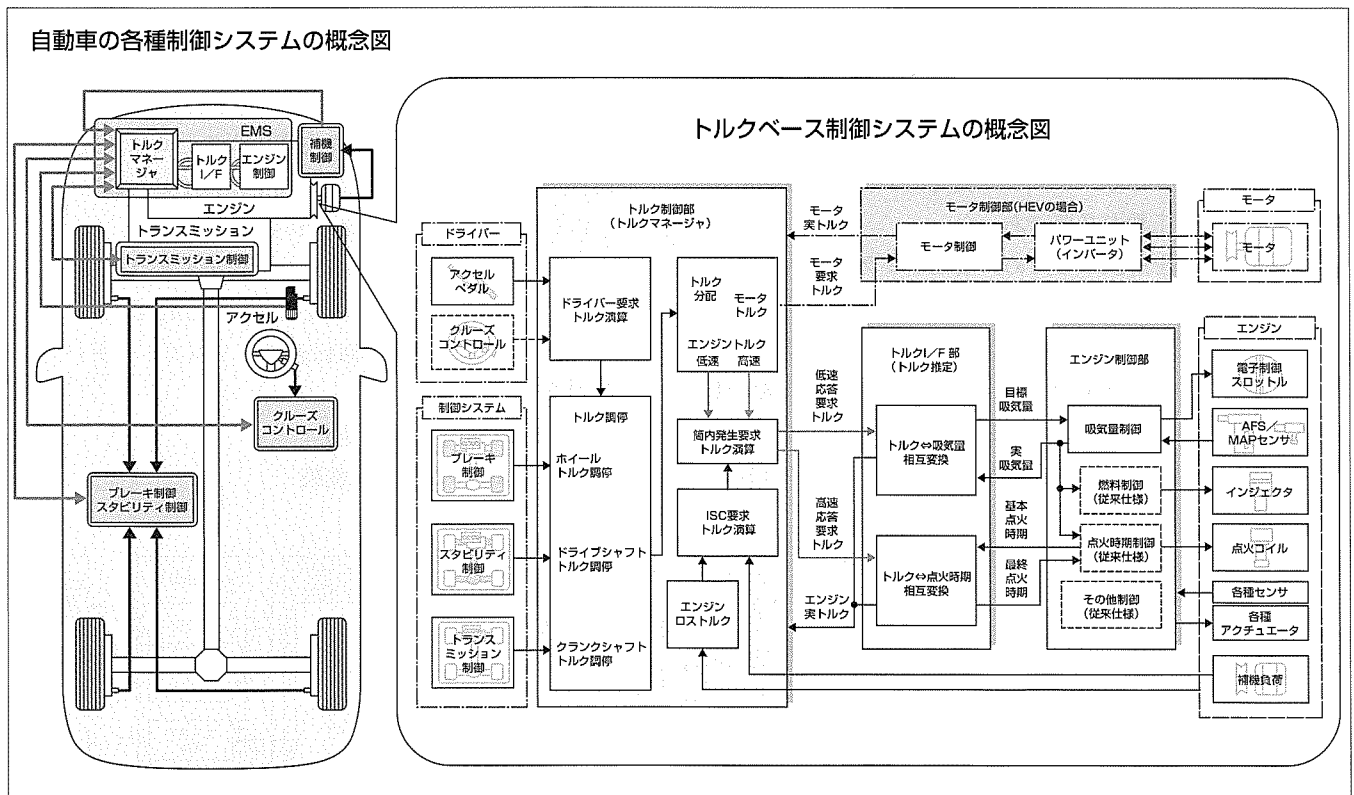 自動車の各種制御システムの概念図
EMS
トルク
マネー
ジャ
トルク
I/F
エンジン
制御
補機
制御
エンジン
トランスミッション
トランスミッション制御
アクセル
クルーズ
コントロール
ブレーキ制御
スタビリティ制御
トルクベース制御システムの概念図
ドライバー
アクセル
ペダル
クルーズ
コントロール
制御システム
ブレーキ
制御
スタビリティ
制御
トランス
ミッション
制御
トルク制御部
(トルクマネージャ)
ドライバー要求
トルク演算
トルク調停
ホイール
トルク調停
ドライブシャフト
トルク調停
クランクシャフト
トルク調停
トルク
分配
モータ
トルク
エンジントルク
低速
高速
筒内発生要求
トルク演算
ISC要求
トルク演算
エンジン
ロストルク
モータ
実トルク
モータ
要求
トルク
モータ制御部(HEVの場合)
モータ制御
パワーユニット
(インバータ)
モータ
モータ
低速
応答
要求
トルク
高速
応答
要求
トルク
エンジン
実トルク
トルクI/F部
(トルク推定)
トルク⇔吸気量
相互変換
トルク⇔点火時期
相互変換
目標
吸気量
実
吸気量
基本
点火
時期
最終
点火
時期
エンジン制御部
吸気量制御
燃料制御
(従来仕様)
点火時期制御
(従来仕様)
その他制御
(従来仕様)
エンジン
電子制御
スロットル
AFS/
MAPセンサ
インジェクタ
点火コイル
各種センサ
各種
アクチュエータ
補機負荷